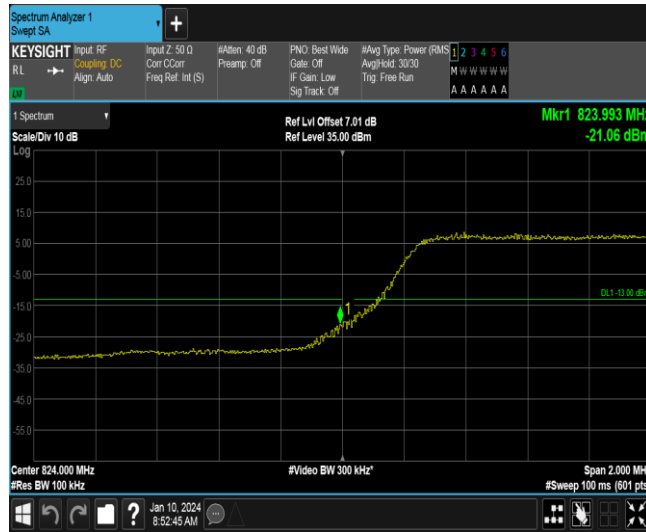 Spectrum Analyzer 1
Swept SA
+
KEYSIGHT
RL
LXI
Input: RF
Coupling: DC
Align: Auto
Input Z: 50 Ω
Corr CCorr
Freq Ref: Int (S)
#Atten: 40 dB
Preamp: Off
PNO: Best Wide
Gate: Off
IF Gain: Low
Sig Track: Off
#Avg Type: Power (RMS
Avg|Hold: 30/30
Trig: Free Run
1 2 3 4 5 6
M W W W W W
A A A A A A
1 Spectrum
Scale/Div 10 dB
Log
Ref Lvl Offset 7.01 dB
Ref Level 35.00 dBm
Mkr1 823.993 MH
-21.06 dBm
25.0
15.0
5.00
-5.00
-15.0
-25.0
-35.0
-45.0
-55.0
1
DL1 -13.00 dBm
Center 824.000 MHz
#Res BW 100 kHz
#Video BW 300 kHz*
Span 2.000 MH
#Sweep 100 ms (601 pts
?
Jan 10, 2024
8:52:45 AM